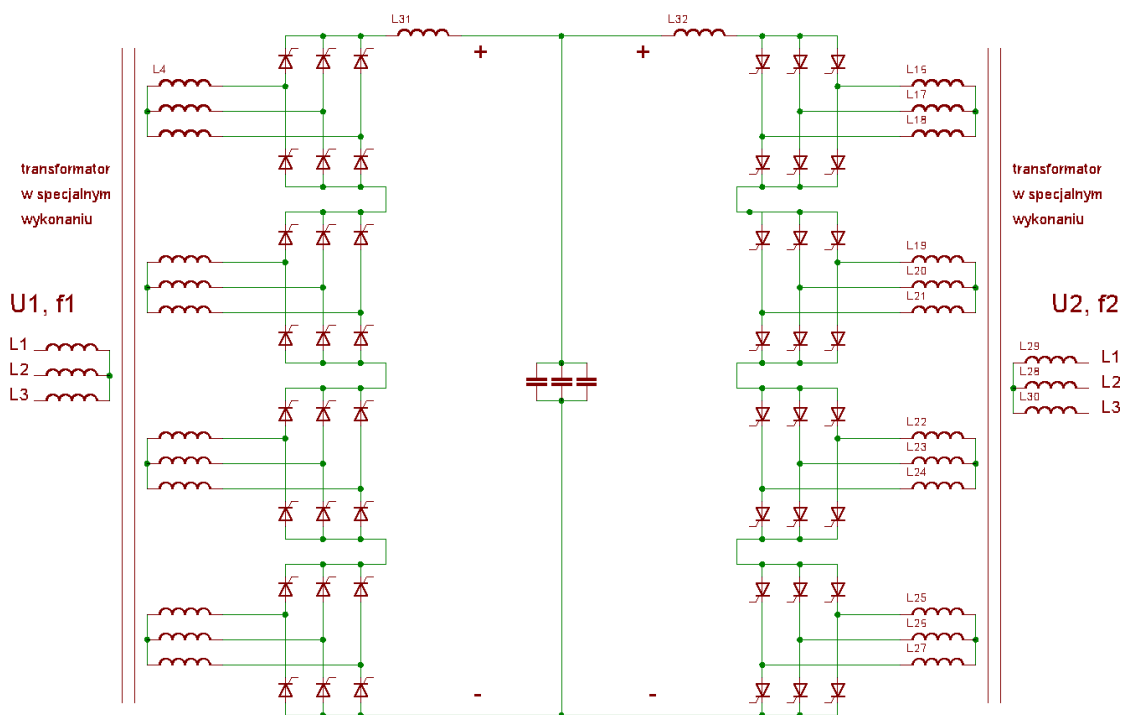 L31
L32
+
+
L4
L15
L17
L18
transformator
w specjalnym
wykonaniu
transformator
w specjalnym
wykonaniu
L19
L20
L21
U1, f1
U2, f2
L1
L2
L3
L29
L28
L30
L1
L2
L3
L22
L23
L24
L25
L26
L27
-
-